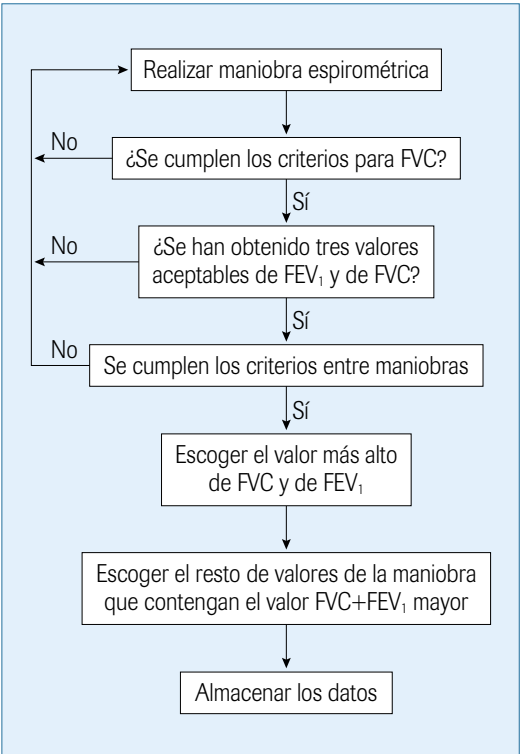 Realizar maniobra espirométrica
No
¿Se cumplen los criterios para FVC?
Sí
No
¿Se han obtenido tres valores
aceptables de FEV₁ y de FVC?
Sí
No
Se cumplen los criterios entre maniobras
Sí
Escoger el valor más alto
de FVC y de FEV₁
Escoger el resto de valores de la maniobra
que contengan el valor FVC+FEV₁ mayor
Almacenar los datos